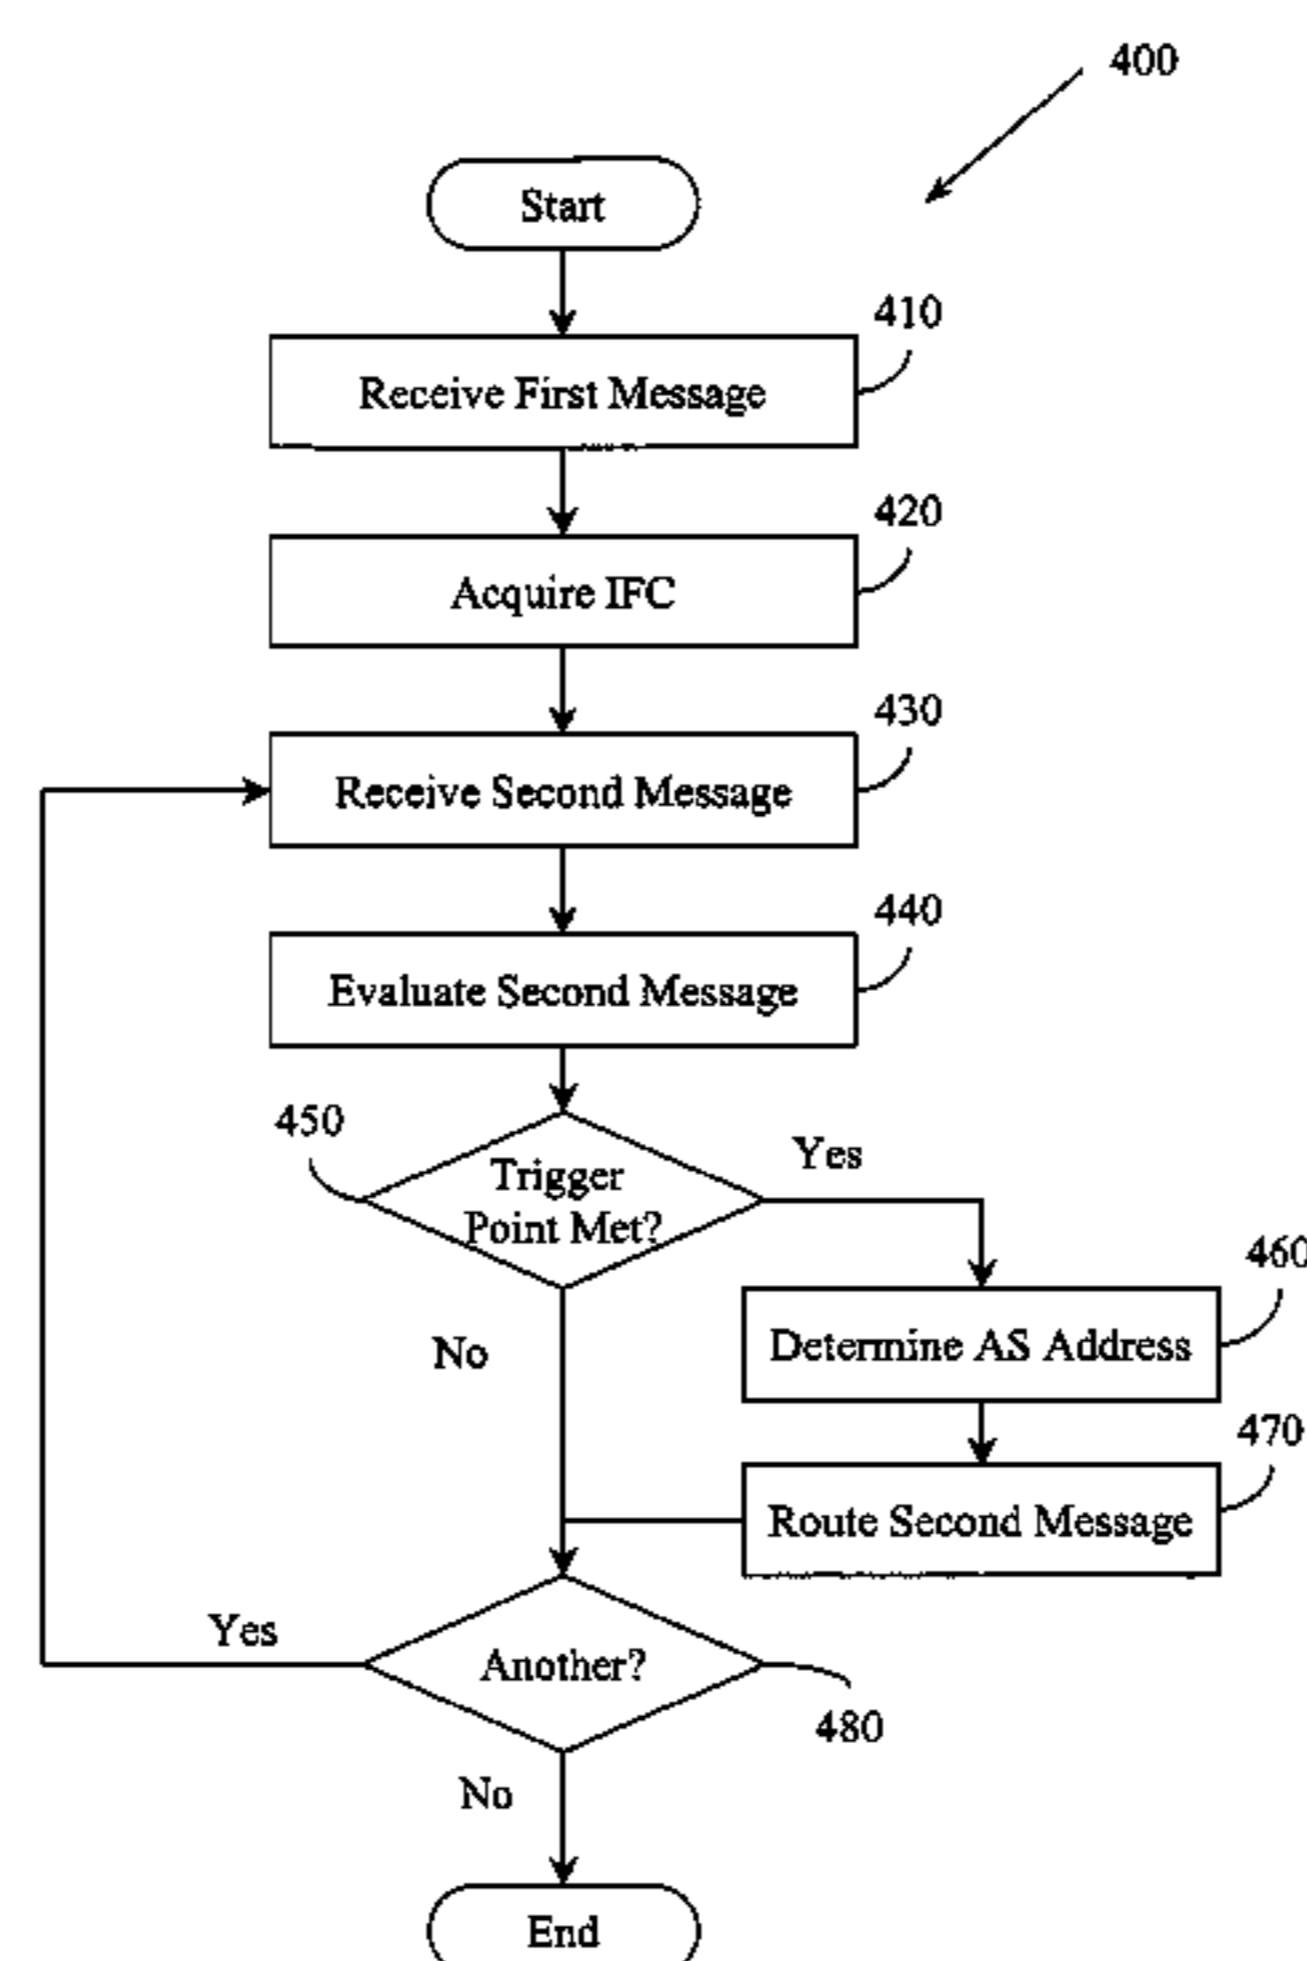 400
Start
410
Receive First Message
420
Acquire IFC
430
Receive Second Message
440
Evaluate Second Message
450
Trigger
Point Met?
Yes
No
460
Determine AS Address
470
Route Second Message
Yes
Another?
480
No
End